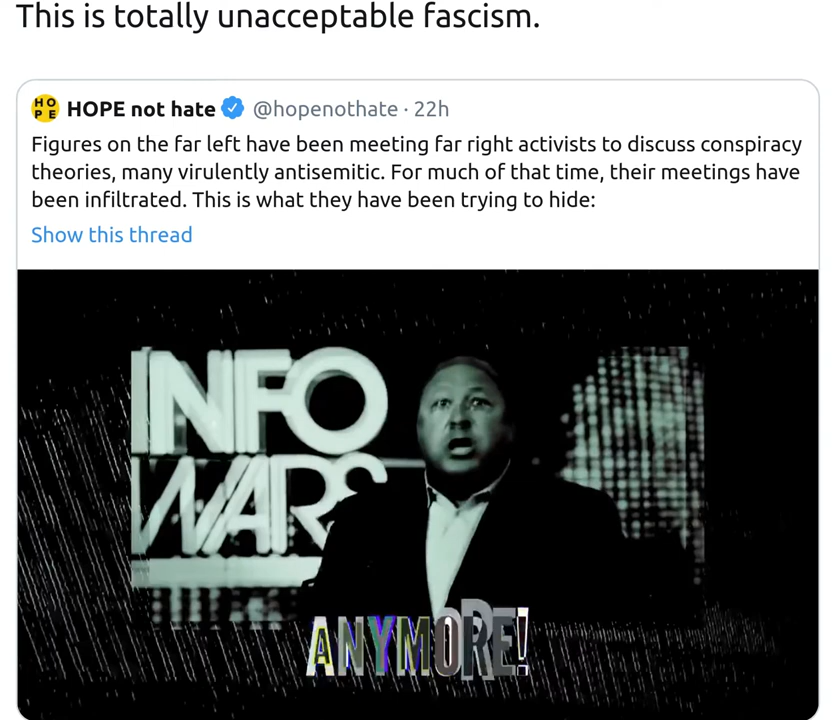 This is totally unacceptable fascism.
HO
PE
HOPE not hate @hopenothate · 22h
Figures on the far left have been meeting far right activists to discuss conspiracy
theories, many virulently antisemitic. For much of that time, their meetings have
been infiltrated. This is what they have been trying to hide:
Show this thread
INFO
WARS
ANYMORE!